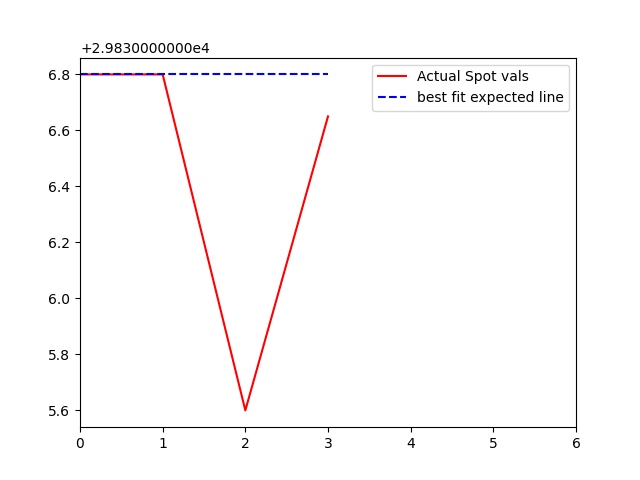 +2.9830000000e4
6.8
6.6
6.4
6.2
6.0
5.8
5.6
0 1 2 3 4 5 6
Actual Spot vals
best fit expected line